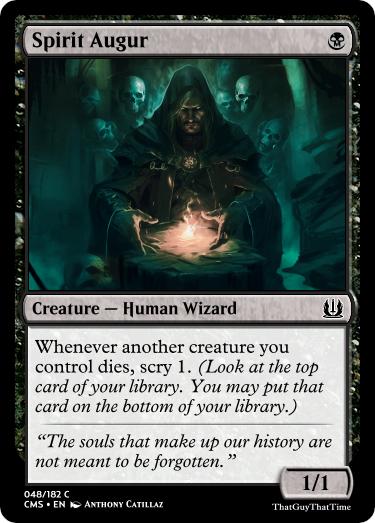 Spirit Augur
Creature — Human Wizard
Whenever another creature you
control dies, scry 1. (Look at the top
card of your library. You may put that
card on the bottom of your library.)
“The souls that make up our history are
not meant to be forgotten.”
1/1
048/182 C
CMS • EN Anthony Catillaz
ThatGuyThatTime